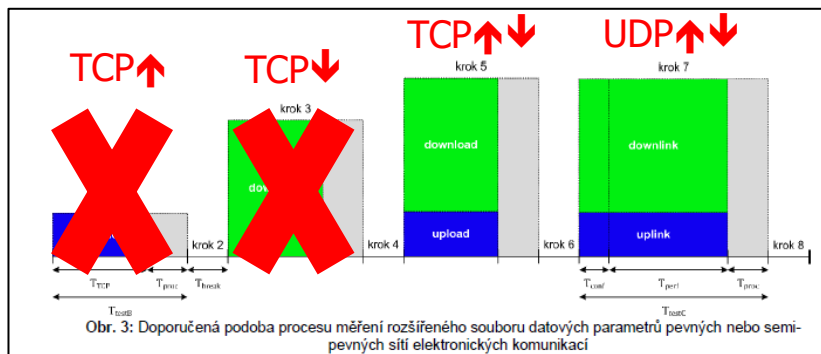 TCP↑
TCP↓
TCP↑↓
UDP↑↓
krok 3
krok 5
krok 7
download
downlink
upload
uplink
krok 2
krok 4
krok 6
krok 8
T_TCP
T_proc
T_break
T_conf
T_perf
T_proc
T_testB
T_testC
Obr. 3: Doporučená podoba procesu měření rozšířeného souboru datových parametrů pevných nebo semi-
pevných sítí elektronických komunikací